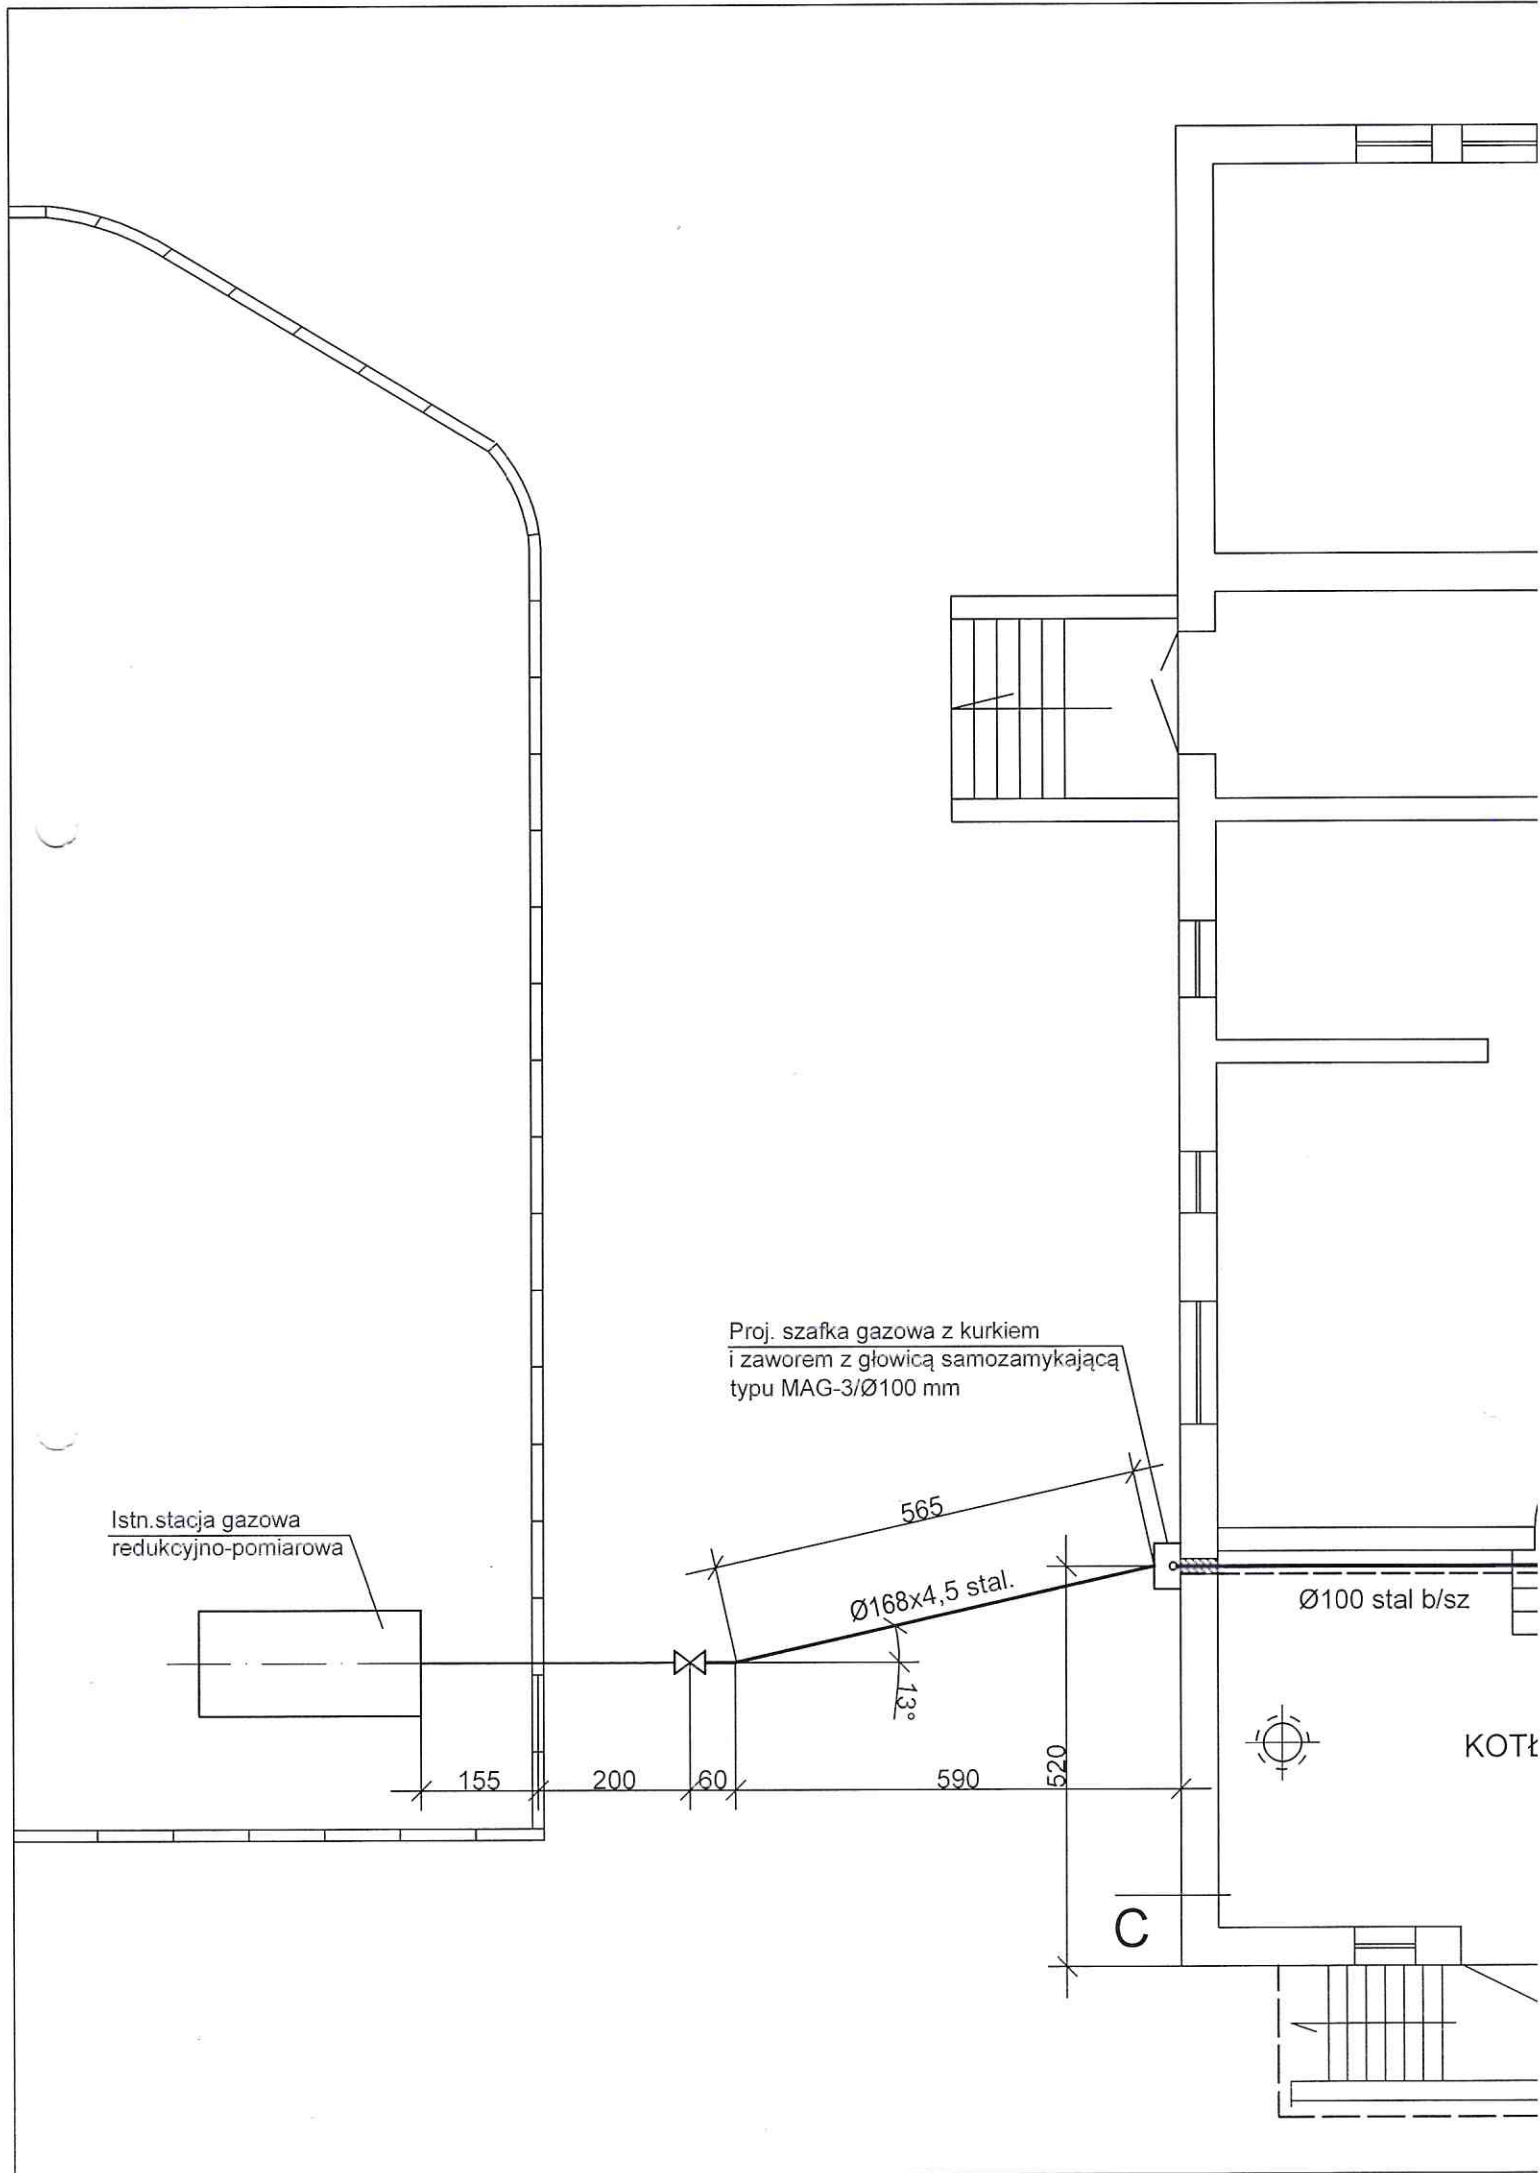 Proj. szafka gazowa z kurkiem
i zaworem z głowicą samozamykającą
typu MAG-3/Ø100 mm
565
Istn.stacja gazowa
redukcyjno-pomiarowa
Ø168x4,5 stal.
Ø100 stal b/sz
13°
KOTŁ
155
200
60
590
520
C